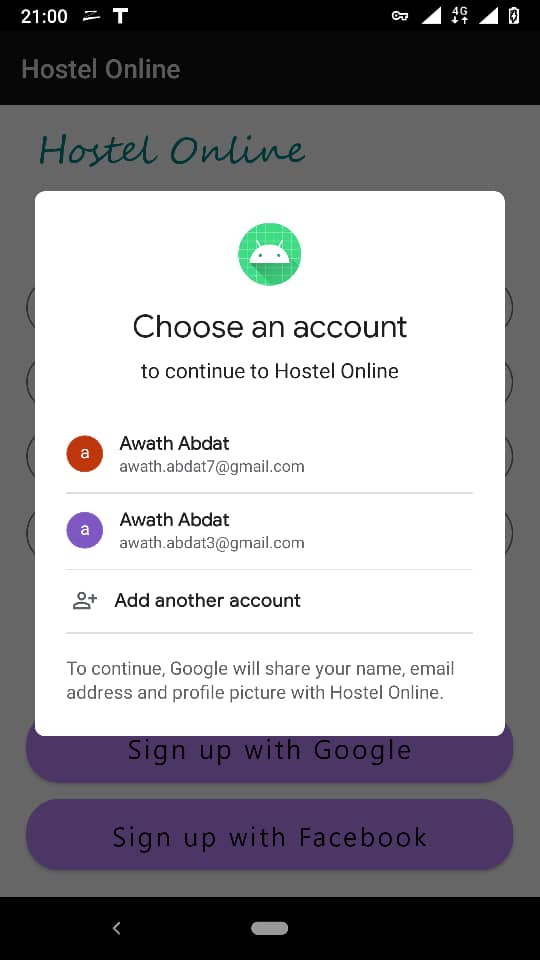 21:00
4G
Hostel Online
Hostel Online
Choose an account
to continue to Hostel Online
a
Awath Abdat
awath.abdat7@gmail.com
a
Awath Abdat
awath.abdat3@gmail.com
Add another account
To continue, Google will share your name, email
address and profile picture with Hostel Online.
Sign up with Google
Sign up with Facebook